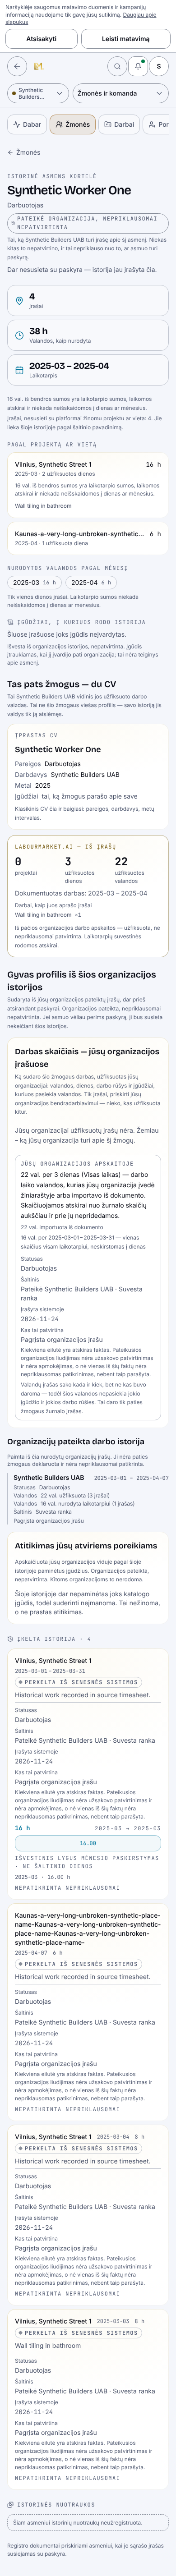 Svetainėje naudojamos saugumo matavimo duomenys ir kampanijų
informaciją naudojame tik gavę jūsų sutikimą. Daugiau apie
slapukus
Atsisakyti
Leisti matavimą
S
Synthetic
Builders...
Žmonės ir komanda
Dabar
Žmonės
Darbai
Por
← Žmonės
ISTORINĖ ASMENS KORTELĖ
Synthetic Worker One
Darbuotojas
PATEIKĖ ORGANIZACIJA, NEPRIKLAUSOMAI
NEPATVIRTINTA
Tai, ką Synthetic Builders UAB turi įrašę apie šį asmenį. Niekas
kitas to nepatvirtino, ir tai nepriklauso nuo to, ar asmuo turi
paskyrą.
Dar nesusieta su paskyra — istorija jau įrašyta čia.
4
Įrašai
38 h
Valandos, kaip nurodyta
2025-03 – 2025-04
Laikotarpis
16 val. iš bendros sumos yra laikotarpio sumos, laikomos
atskirai ir niekada neišskaidomos į dienas ar mėnesius.
Įrašai, nesusieti su platformai žinomu projektu ar vieta: 4. Jie
lieka šioje istorijoje pagal šaltinio pavadinimą.
PAGAL PROJEKTĄ AR VIETĄ
Vilnius, Synthetic Street 1
16 h
2025-03 · 2 užfiksuotos dienos
16 val. iš bendros sumos yra laikotarpio sumos, laikomos
atskirai ir niekada neišskaidomos į dienas ar mėnesius.
Wall tiling in bathroom
Kaunas-a-very-long-unbroken-synthetic...
6 h
2025-04 · 1 užfiksuota diena
NURODYTOS VALANDOS PAGAL MĖNESĮ
2025-03 16 h
2025-04 6 h
Tik vienos dienos įrašai. Laikotarpio sumos niekada
neišskaidomos į dienas ar mėnesius.
ĮGŪDŽIAI, Į KURIUOS RODO ISTORIJA
Šiuose įrašuose joks įgūdis neįvardytas.
Išvesta iš organizacijos istorijos, nepatvirtinta. Įgūdis
įtraukiamas, kai jį įvardijo pati organizacija; tai nėra teiginys
apie asmenį.
Tas pats žmogus — du CV
Tai Synthetic Builders UAB vidinis jos užfiksuoto darbo
vaizdas. Tai ne šio žmogaus viešas profilis — savo istoriją jis
valdys tik ją atsiėmęs.
ĮPRASTAS CV
Synthetic Worker One
Pareigos Darbuotojas
Darbdavys Synthetic Builders UAB
Metai 2025
Įgūdžiai tai, ką žmogus parašo apie save
Klasikinis CV čia ir baigiasi: pareigos, darbdavys, metų
intervalas.
LABOURMARKET.AI — IŠ ĮRAŠŲ
0
projektai
3
užfiksuotos
dienos
22
užfiksuotos
valandos
Dokumentuotas darbas: 2025-03 – 2025-04
Darbai, kaip juos aprašo įrašai
Wall tiling in bathroom ×1
Iš pačios organizacijos darbo apskaitos — užfiksuota, ne
nepriklausomai patikrinta. Laikotarpių suvestinės
rodomos atskirai.
Gyvas profilis iš šios organizacijos
istorijos
Sudaryta iš jūsų organizacijos pateiktų įrašų, dar prieš
atsirandant paskyrai. Organizacijos pateikta, nepriklausomai
nepatvirtinta. Jei asmuo vėliau perims paskyrą, ji bus susieta
nekeičiant šios istorijos.
Darbas skaičiais — jūsų organizacijos
įrašuose
Ką sudaro šio žmogaus darbas, užfiksuotas jūsų
organizacijai: valandos, dienos, darbo rūšys ir įgūdžiai,
kuriuos pasiekia valandos. Tik įrašai, priskirti jūsų
organizacijos bendradarbiavimui — nieko, kas užfiksuota
kitur.
Jūsų organizacijai užfiksuotų įrašų nėra. Žemiau
– ką jūsų organizacija turi apie šį žmogų.
JŪSŲ ORGANIZACIJOS APSKAITOJE
22 val. per 3 dienas (Visas laikas) — darbo
laiko valandos, kurias jūsų organizacija įvedė
žiniaraštyje arba importavo iš dokumento.
Skaičiuojamos atskirai nuo žurnalo skaičių
aukščiau ir prie jų nepridedamos.
22 val. importuota iš dokumento
16 val. per 2025-03-01 – 2025-03-31 — vienas
skaičius visam laikotarpiui, neskirstomas į dienas
Statusas
Darbuotojas
Šaltinis
Pateikė Synthetic Builders UAB · Suvesta
ranka
Įrašyta sistemoje
2026-11-24
Kas tai patvirtina
Pagrįsta organizacijos įrašu
Kiekviena eilutė yra atskiras faktas. Pateikusios
organizacijos liudijimas nėra užsakovo patvirtinimas
ir nėra apmokėjimas, o nė vienas iš šių faktų nėra
nepriklausomas patikrinimas, nebent taip parašyta.
Valandų įrašas sako kada ir kiek, bet ne kas buvo
daroma — todėl šios valandos nepasiekia jokio
įgūdžio ir jokios darbo rūšies. Tai darė tik paties
žmogaus žurnalo įrašas.
Organizacijų pateikta darbo istorija
Paimta iš čia nurodytų organizacijų įrašų. Ji nėra paties
žmogaus deklaruota ir nėra nepriklausomai patikrinta.
Synthetic Builders UAB
2025-03-01 – 2025-04-07
Statusas Darbuotojas
Valandos 22 val. užfiksuota (3 įrašai)
Valandos 16 val. nurodyta laikotarpiui (1 įrašas)
Šaltinis Suvesta ranka
Pagrįsta organizacijos įrašu
Atitikimas jūsų atviriems poreikiams
Apskaičiuota jūsų organizacijos viduje pagal šioje
istorijoje paminėtus įgūdžius. Organizacijos pateikta,
nepatvirtinta. Kitoms organizacijoms to nerodoma.
Šioje istorijoje dar nepaminėtas joks katalogo
įgūdis, todėl suderinti neįmanoma. Tai nežinoma,
o ne prastas atitikimas.
ĮKELTA ISTORIJA · 4
Vilnius, Synthetic Street 1
2025-03-01 – 2025-03-31
PERKELTA IŠ SENESNĖS SISTEMOS
Historical work recorded in source timesheet.
Statusas
Darbuotojas
Šaltinis
Pateikė Synthetic Builders UAB · Suvesta ranka
Įrašyta sistemoje
2026-11-24
Kas tai patvirtina
Pagrįsta organizacijos įrašu
Kiekviena eilutė yra atskiras faktas. Pateikusios
organizacijos liudijimas nėra užsakovo patvirtinimas ir
nėra apmokėjimas, o nė vienas iš šių faktų nėra
nepriklausomas patikrinimas, nebent taip parašyta.
16 h
2025-03 → 2025-03
16.00
IŠVESTINIS LYGUS MĖNESIO PASKIRSTYMAS
· NE ŠALTINIO DIENOS
2025-03 · 16.00 h
NEPATIKRINTA NEPRIKLAUSOMAI
Kaunas-a-very-long-unbroken-synthetic-place-
name-Kaunas-a-very-long-unbroken-synthetic-
place-name-Kaunas-a-very-long-unbroken-
synthetic-place-name-
2025-04-07 6 h
PERKELTA IŠ SENESNĖS SISTEMOS
Historical work recorded in source timesheet.
Statusas
Darbuotojas
Šaltinis
Pateikė Synthetic Builders UAB · Suvesta ranka
Įrašyta sistemoje
2026-11-24
Kas tai patvirtina
Pagrįsta organizacijos įrašu
Kiekviena eilutė yra atskiras faktas. Pateikusios
organizacijos liudijimas nėra užsakovo patvirtinimas ir
nėra apmokėjimas, o nė vienas iš šių faktų nėra
nepriklausomas patikrinimas, nebent taip parašyta.
NEPATIKRINTA NEPRIKLAUSOMAI
Vilnius, Synthetic Street 1 2025-03-04 8 h
PERKELTA IŠ SENESNĖS SISTEMOS
Historical work recorded in source timesheet.
Statusas
Darbuotojas
Šaltinis
Pateikė Synthetic Builders UAB · Suvesta ranka
Įrašyta sistemoje
2026-11-24
Kas tai patvirtina
Pagrįsta organizacijos įrašu
Kiekviena eilutė yra atskiras faktas. Pateikusios
organizacijos liudijimas nėra užsakovo patvirtinimas ir
nėra apmokėjimas, o nė vienas iš šių faktų nėra
nepriklausomas patikrinimas, nebent taip parašyta.
NEPATIKRINTA NEPRIKLAUSOMAI
Vilnius, Synthetic Street 1 2025-03-03 8 h
PERKELTA IŠ SENESNĖS SISTEMOS
Wall tiling in bathroom
Statusas
Darbuotojas
Šaltinis
Pateikė Synthetic Builders UAB · Suvesta ranka
Įrašyta sistemoje
2026-11-24
Kas tai patvirtina
Pagrįsta organizacijos įrašu
Kiekviena eilutė yra atskiras faktas. Pateikusios
organizacijos liudijimas nėra užsakovo patvirtinimas ir
nėra apmokėjimas, o nė vienas iš šių faktų nėra
nepriklausomas patikrinimas, nebent taip parašyta.
NEPATIKRINTA NEPRIKLAUSOMAI
ISTORINĖS NUOTRAUKOS
Šiam asmeniui istorinių nuotraukų neužregistruota.
Registro dokumentai priskiriami asmeniui, kai jo sąrašo įrašas
susiejamas su paskyra.